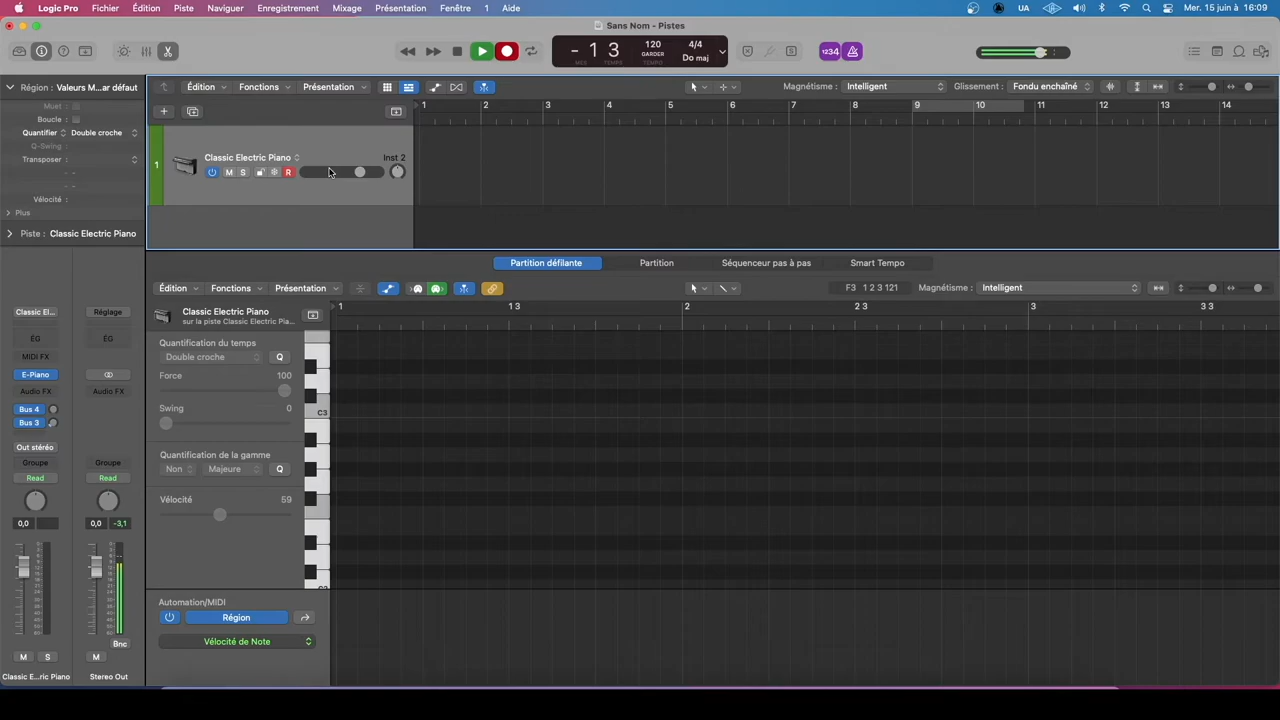 Logic Pro Fichier Édition Piste Naviguer Enregistrement Mixage Présentation Fenêtre 1 Aide UA Mer. 15 juin à 16:09
Sans Nom - Pistes
- 1 3 120 4/4
MES TEMPO GARDER Do maj
1234
Région : Valeurs M...ar défaut
Muet :
Boucle :
Quantifier Double croche
Q-Swing :
Transposer :
Vélocité :
Plus
Piste : Classic Electric Piano
Édition Fonctions Présentation Magnétisme : Intelligent Glissement : Fondu enchaîné
1 2 3 4 5 6 7 8 9 10 11 12 13 14
1
Classic Electric Piano Inst 2
M S R
Partition défilante Partition Séquenceur pas à pas Smart Tempo
Édition Fonctions Présentation F3 1 2 3 121 Magnétisme : Intelligent
1 1 3 2 2 3 3 3 3
Classic Electric Piano
sur la piste Classic Electric Pia...
Quantification du temps
Double croche Q
Force 100
Swing 0
Quantification de la gamme
Non Majeure Q
Vélocité 59
C3
Automation/MIDI
Région
Vélocité de Note
Classic El... Réglage
EG EG
MIDI FX
E-Piano
Audio FX Audio FX
Bus 4
Bus 3
Out stéréo
Groupe Groupe
Read Read
0,0 0,0 -3,1
Bnc
M S M
Classic E...ric Piano Stereo Out